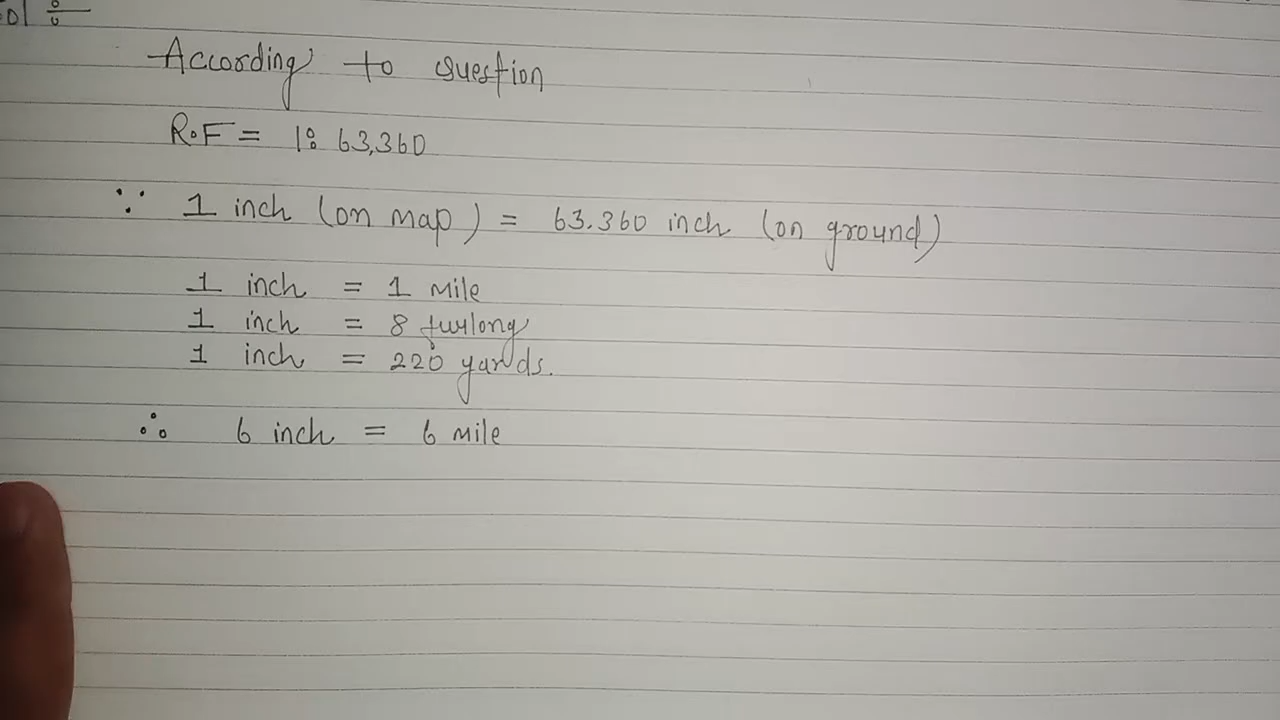 ol ÷
According to question
R.F = 1: 63,360
∵ 1 inch (on map) = 63.360 inch (on ground)
1 inch = 1 mile
1 inch = 8 furlong
1 inch = 220 yards.
∴ 6 inch = 6 mile